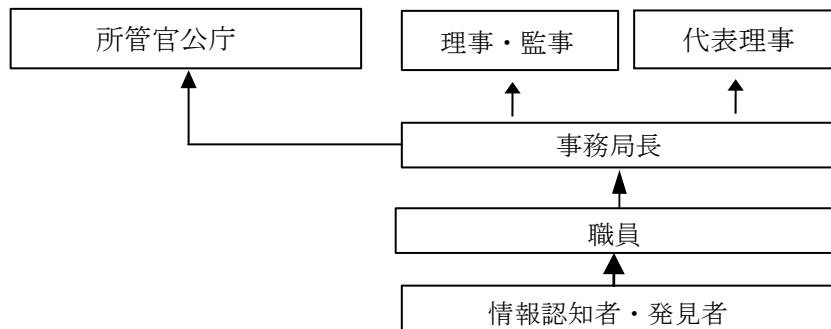 所管官公庁
理事・監事
代表理事
事務局長
職員
情報認知者・発見者